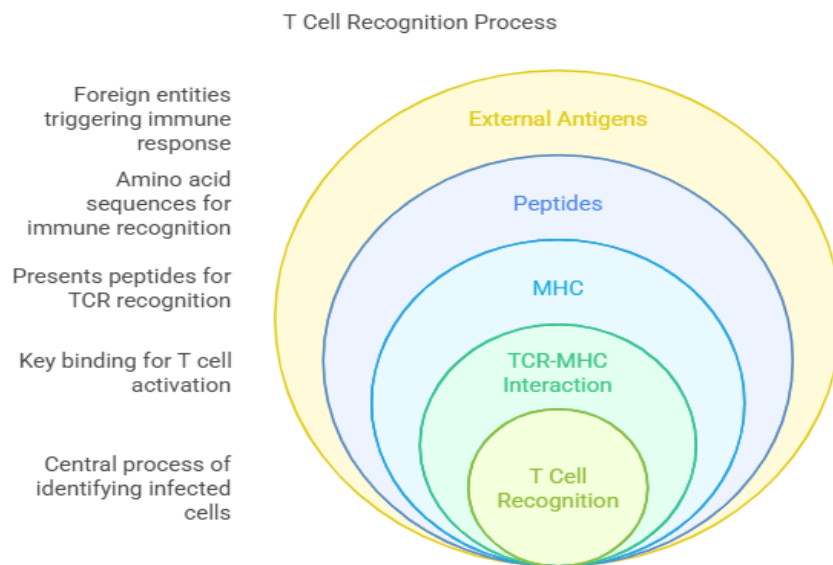 T Cell Recognition Process
Foreign entities
triggering immune
response
External Antigens
Amino acid
sequences for
immune recognition
Peptides
Presents peptides for
TCR recognition
MHC
Key binding for T cell
activation
TCR-MHC
Interaction
Central process of
identifying infected
cells
T Cell
Recognition